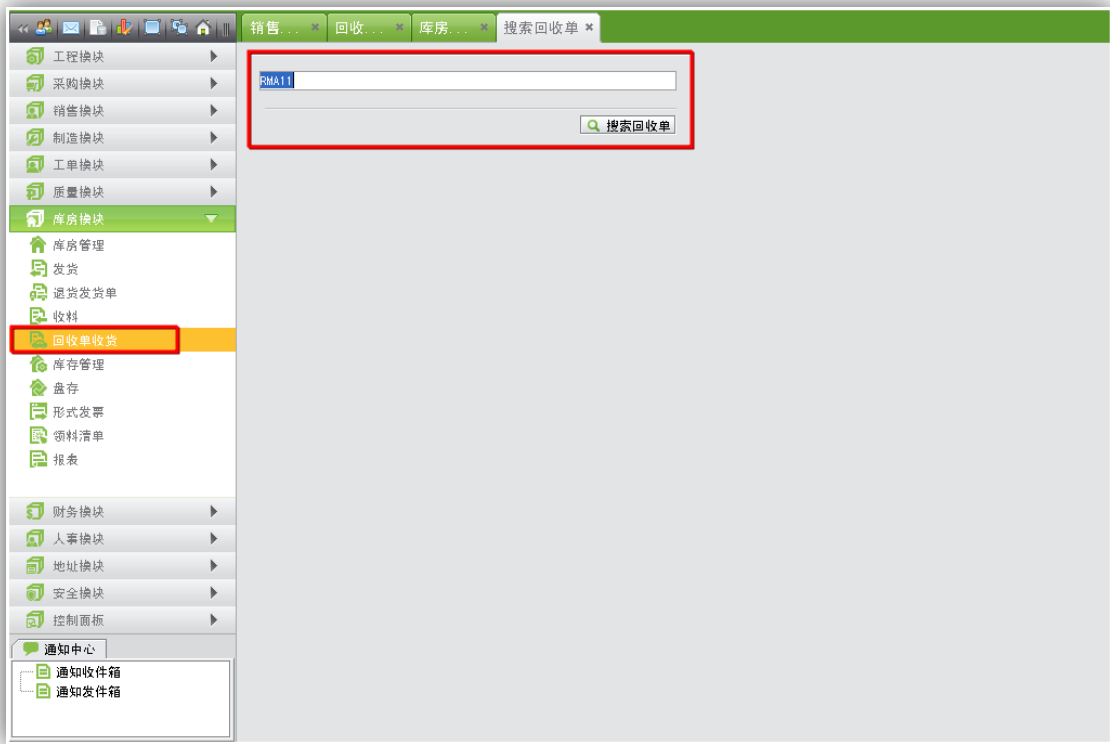 销售... 回收... 库房... 搜索回收单
工程模块
采购模块
销售模块
制造模块
工单模块
质量模块
库房模块
库房管理
发货
退货发货单
收料
回收单收货
库存管理
盘存
形式发票
领料清单
报表
财务模块
人事模块
地址模块
安全模块
控制面板
通知中心
通知收件箱
通知发件箱
RMA11
搜索回收单